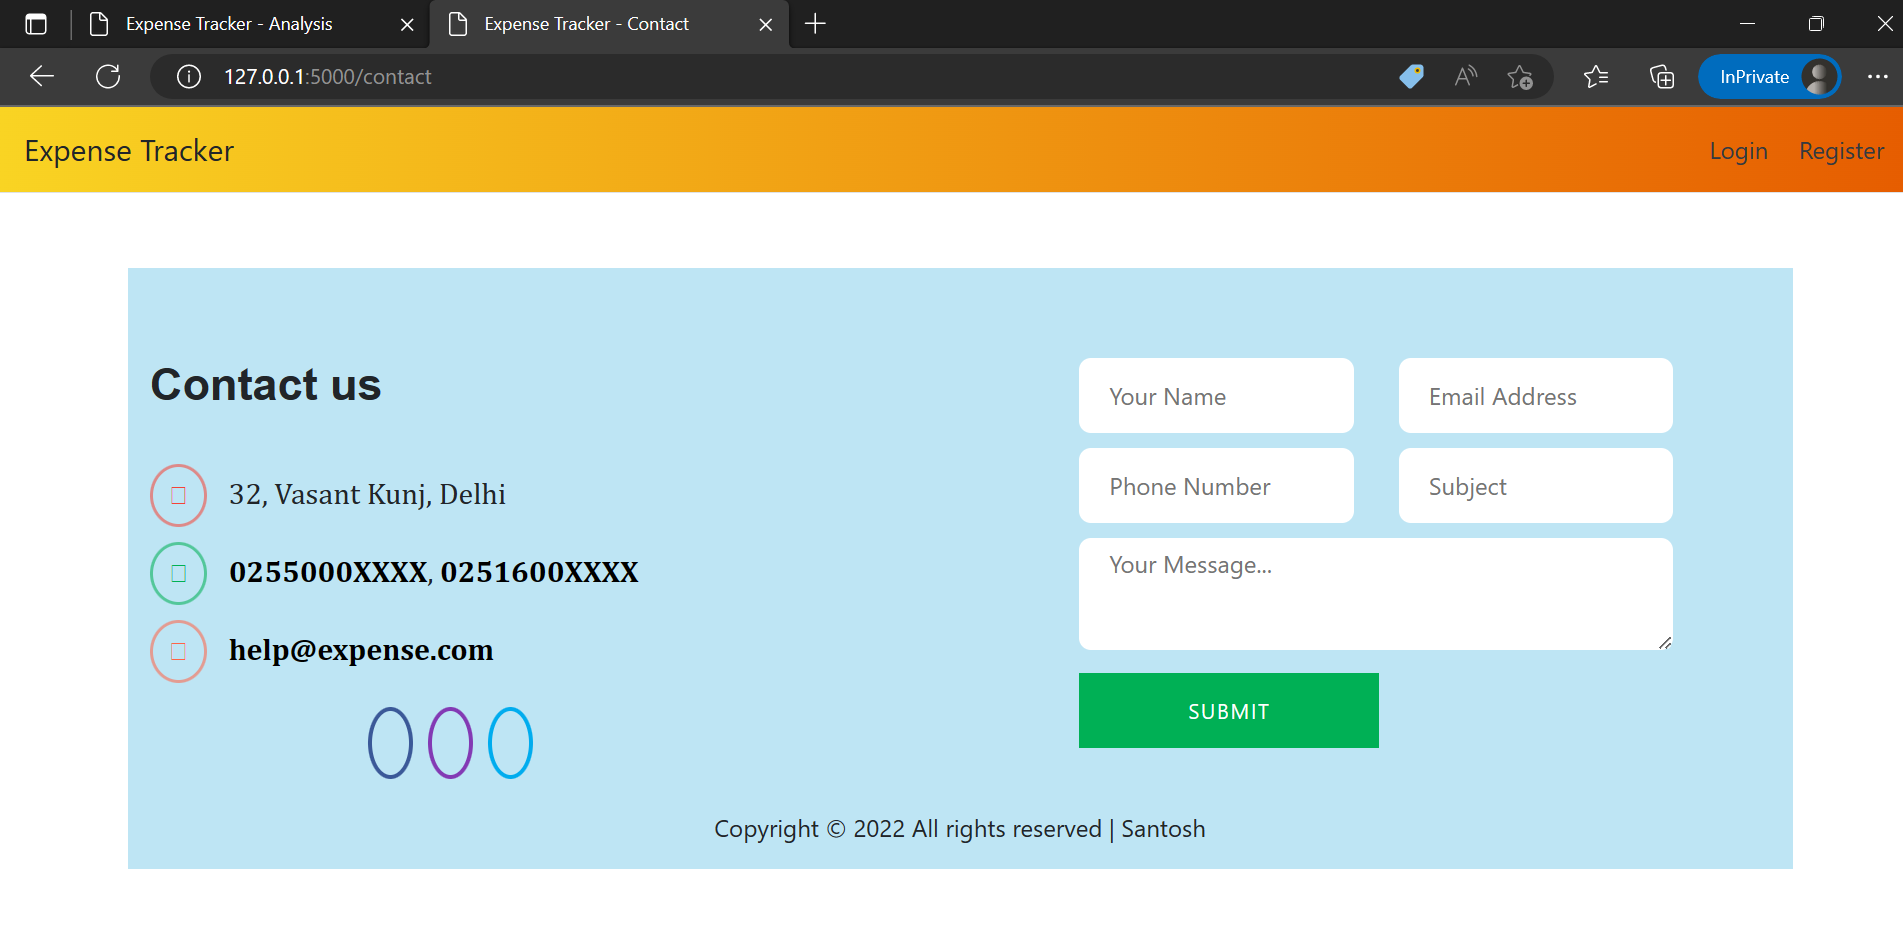 Expense Tracker - Analysis
Expense Tracker - Contact
127.0.0.1:5000/contact
InPrivate
Expense Tracker
Login
Register
Contact us
Your Name
Email Address
32, Vasant Kunj, Delhi
Phone Number
Subject
0255000XXXX, 0251600XXXX
Your Message...
help@expense.com
SUBMIT
Copyright © 2022 All rights reserved | Santosh